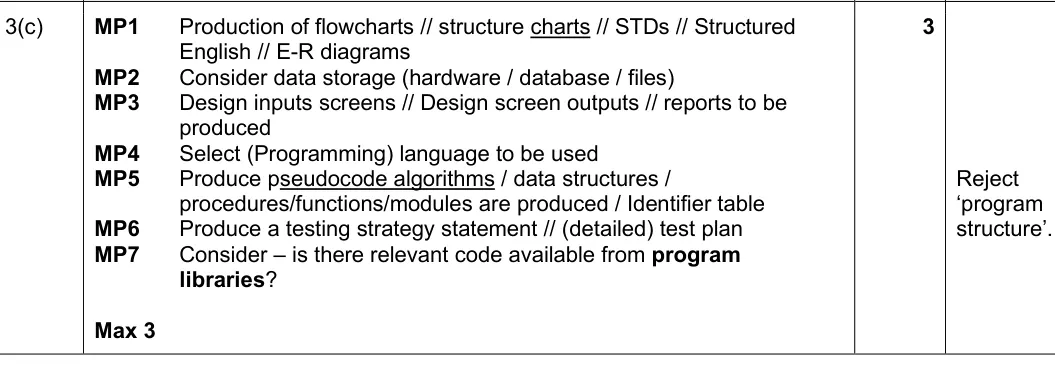 3(c) MP1 Production of flowcharts // structure charts // STDs // Structured 3
English // E-R diagrams
MP2 Consider data storage (hardware / database / files)
MP3 Design inputs screens // Design screen outputs // reports to be
produced
MP4 Select (Programming) language to be used
MP5 Produce pseudocode algorithms / data structures / Reject
procedures/functions/modules are produced / Identifier table ‘program
MP6 Produce a testing strategy statement // (detailed) test plan structure’.
MP7 Consider – is there relevant code available from program
libraries?
Max 3